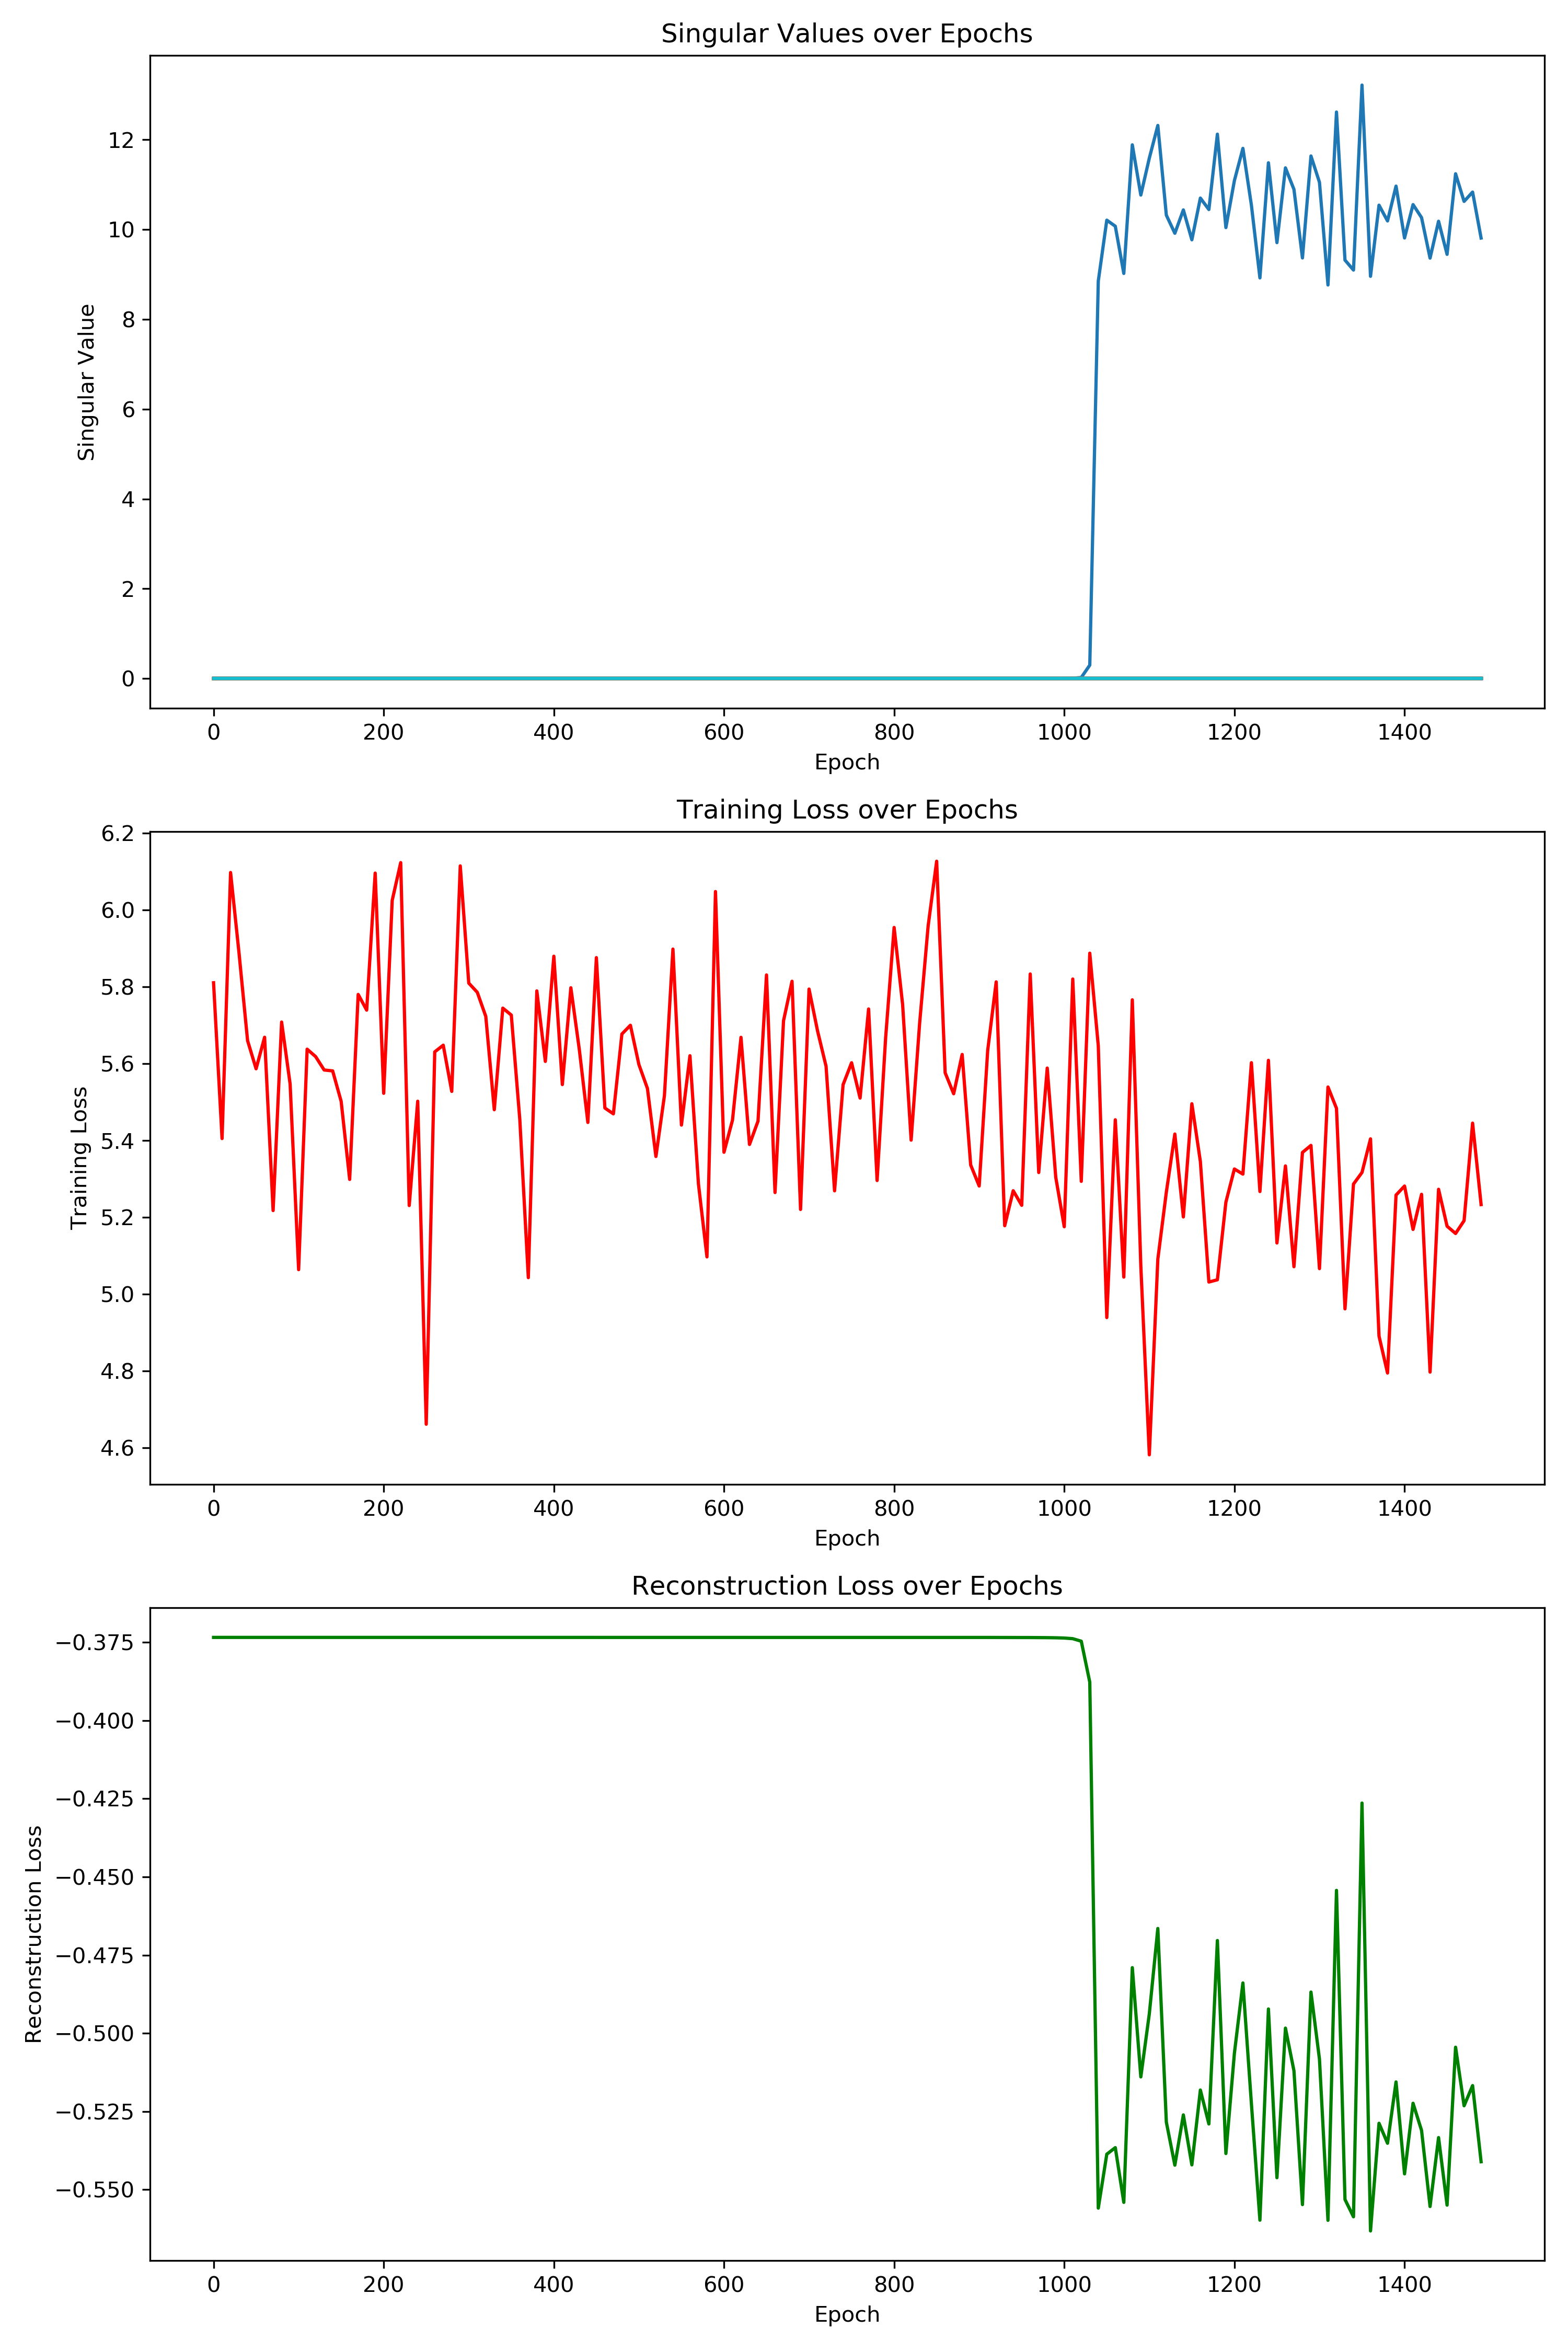 Singular Values over Epochs
Singular Value
12
10
8
6
4
2
0
0 200 400 600 800 1000 1200 1400
Epoch
Training Loss over Epochs
Training Loss
6.2
6.0
5.8
5.6
5.4
5.2
5.0
4.8
4.6
0 200 400 600 800 1000 1200 1400
Epoch
Reconstruction Loss over Epochs
Reconstruction Loss
−0.375
−0.400
−0.425
−0.450
−0.475
−0.500
−0.525
−0.550
0 200 400 600 800 1000 1200 1400
Epoch